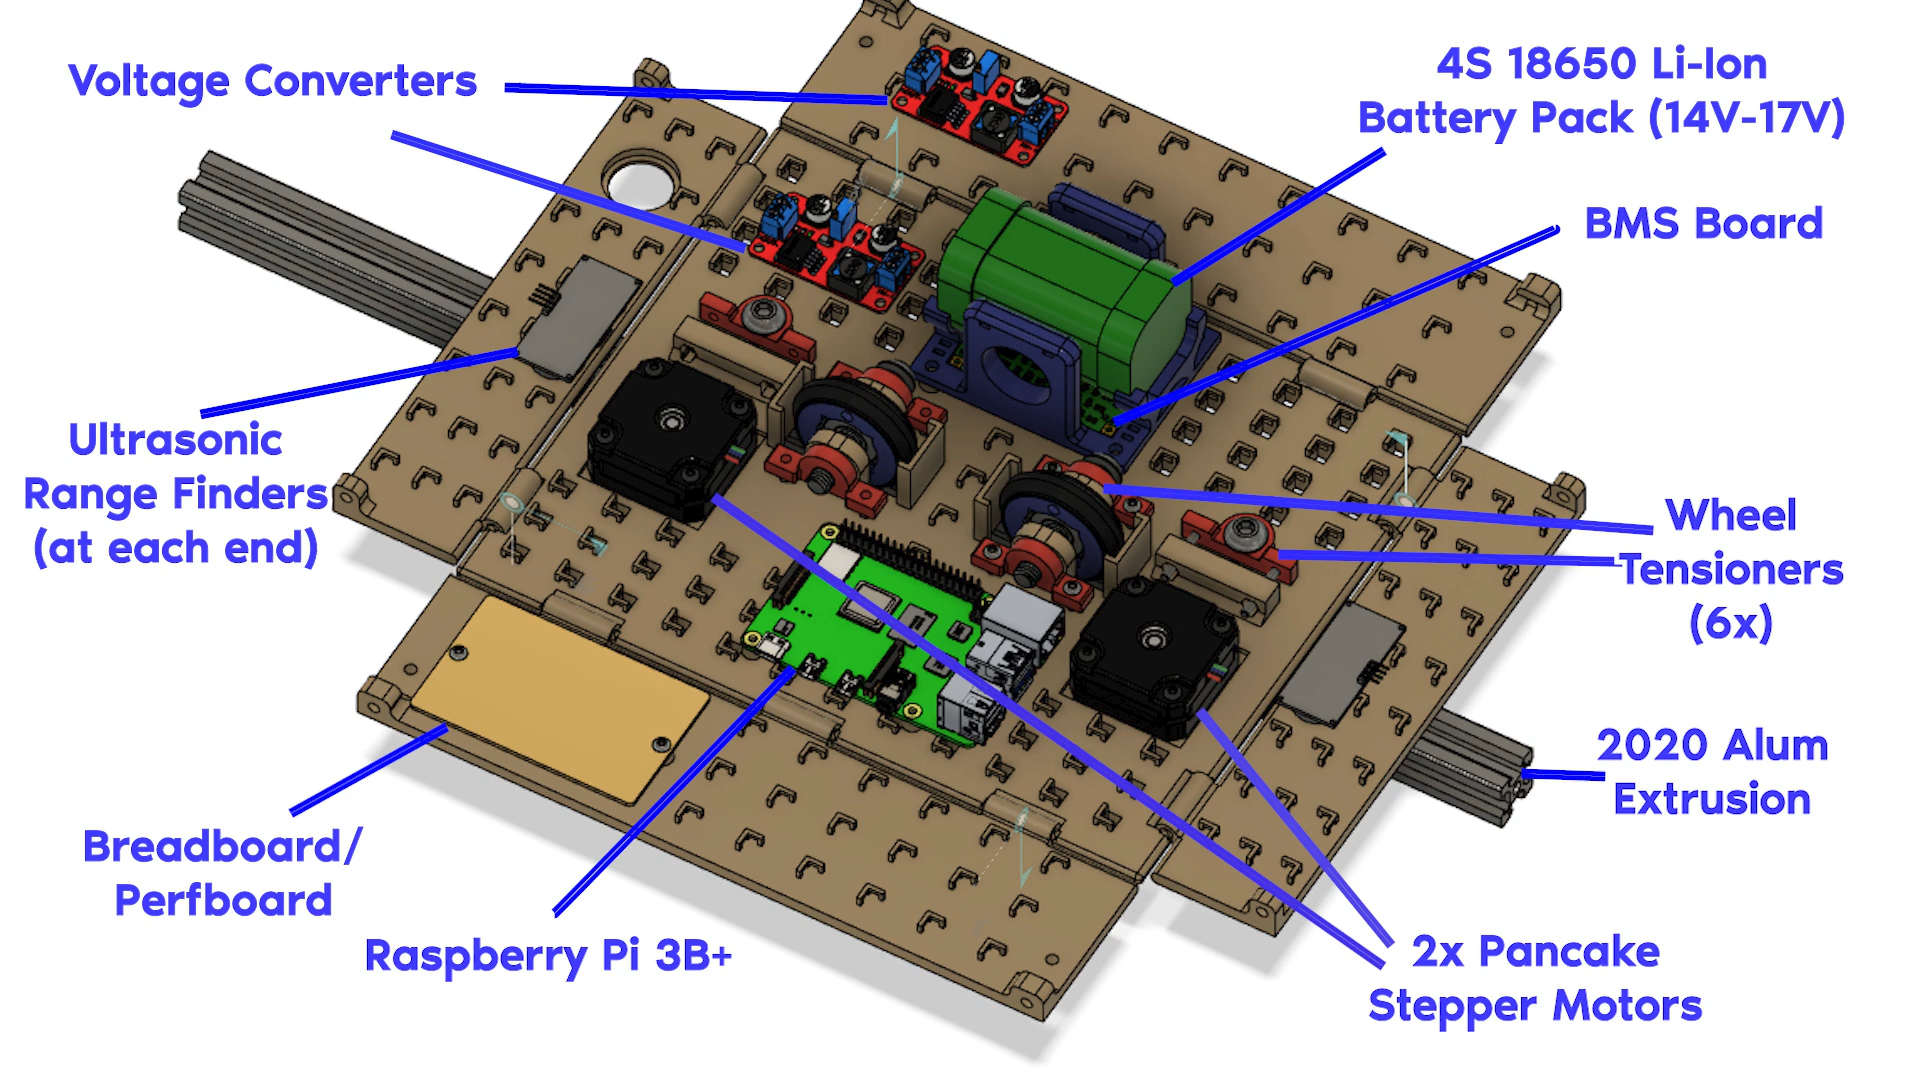 Voltage Converters
4S 18650 Li-Ion
Battery Pack (14V-17V)
BMS Board
Ultrasonic
Range Finders
(at each end)
Wheel
Tensioners
(6x)
2020 Alum
Extrusion
Breadboard/
Perfboard
Raspberry Pi 3B+
2x Pancake
Stepper Motors